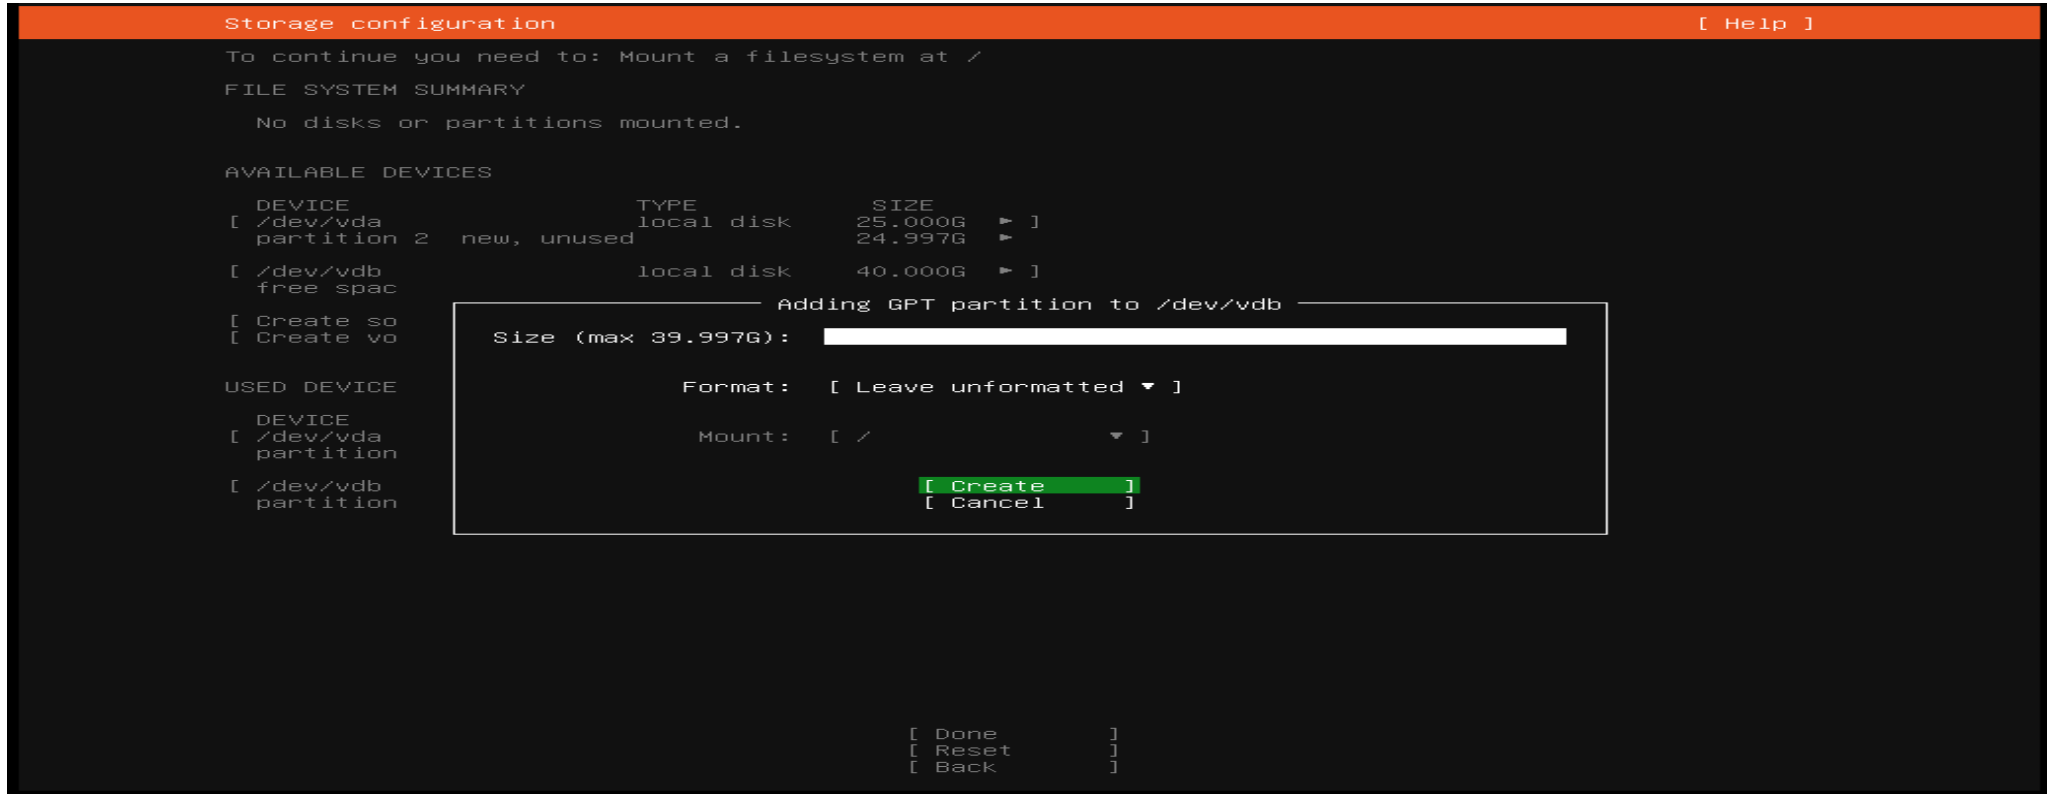 Storage configuration [ Help ]
To continue you need to: Mount a filesystem at /
FILE SYSTEM SUMMARY
No disks or partitions mounted.
AVAILABLE DEVICES
DEVICE TYPE SIZE
[ /dev/vda local disk 25.000G ► ]
partition 2 new, unused 24.997G ►
[ /dev/vdb local disk 40.000G ► ]
free spac
[ Create so
[ Create vo
Adding GPT partition to /dev/vdb
Size (max 39.997G):
Format: [ Leave unformatted ▼ ]
Mount: [ / ▼ ]
[ Create ]
[ Cancel ]
USED DEVICE
DEVICE
[ /dev/vda
partition
[ /dev/vdb
partition
[ Done ]
[ Reset ]
[ Back ]